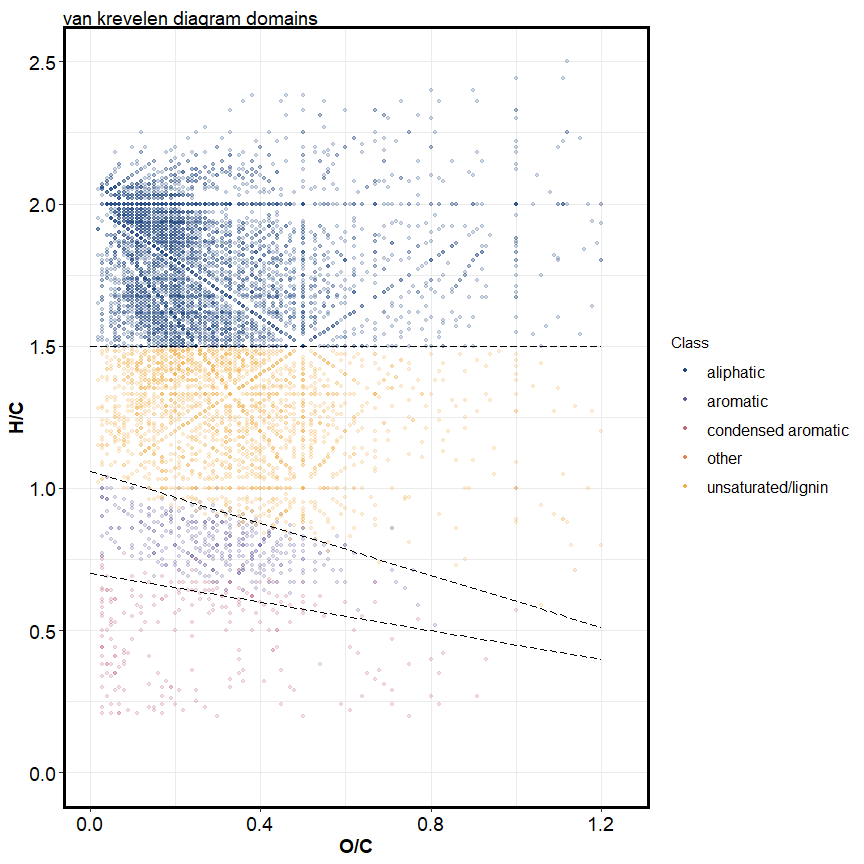 van krevelen diagram domains
H/C
2.5
2.0
1.5
1.0
0.5
0.0
0.0 0.4 0.8 1.2
O/C
Class
aliphatic
aromatic
condensed aromatic
other
unsaturated/lignin